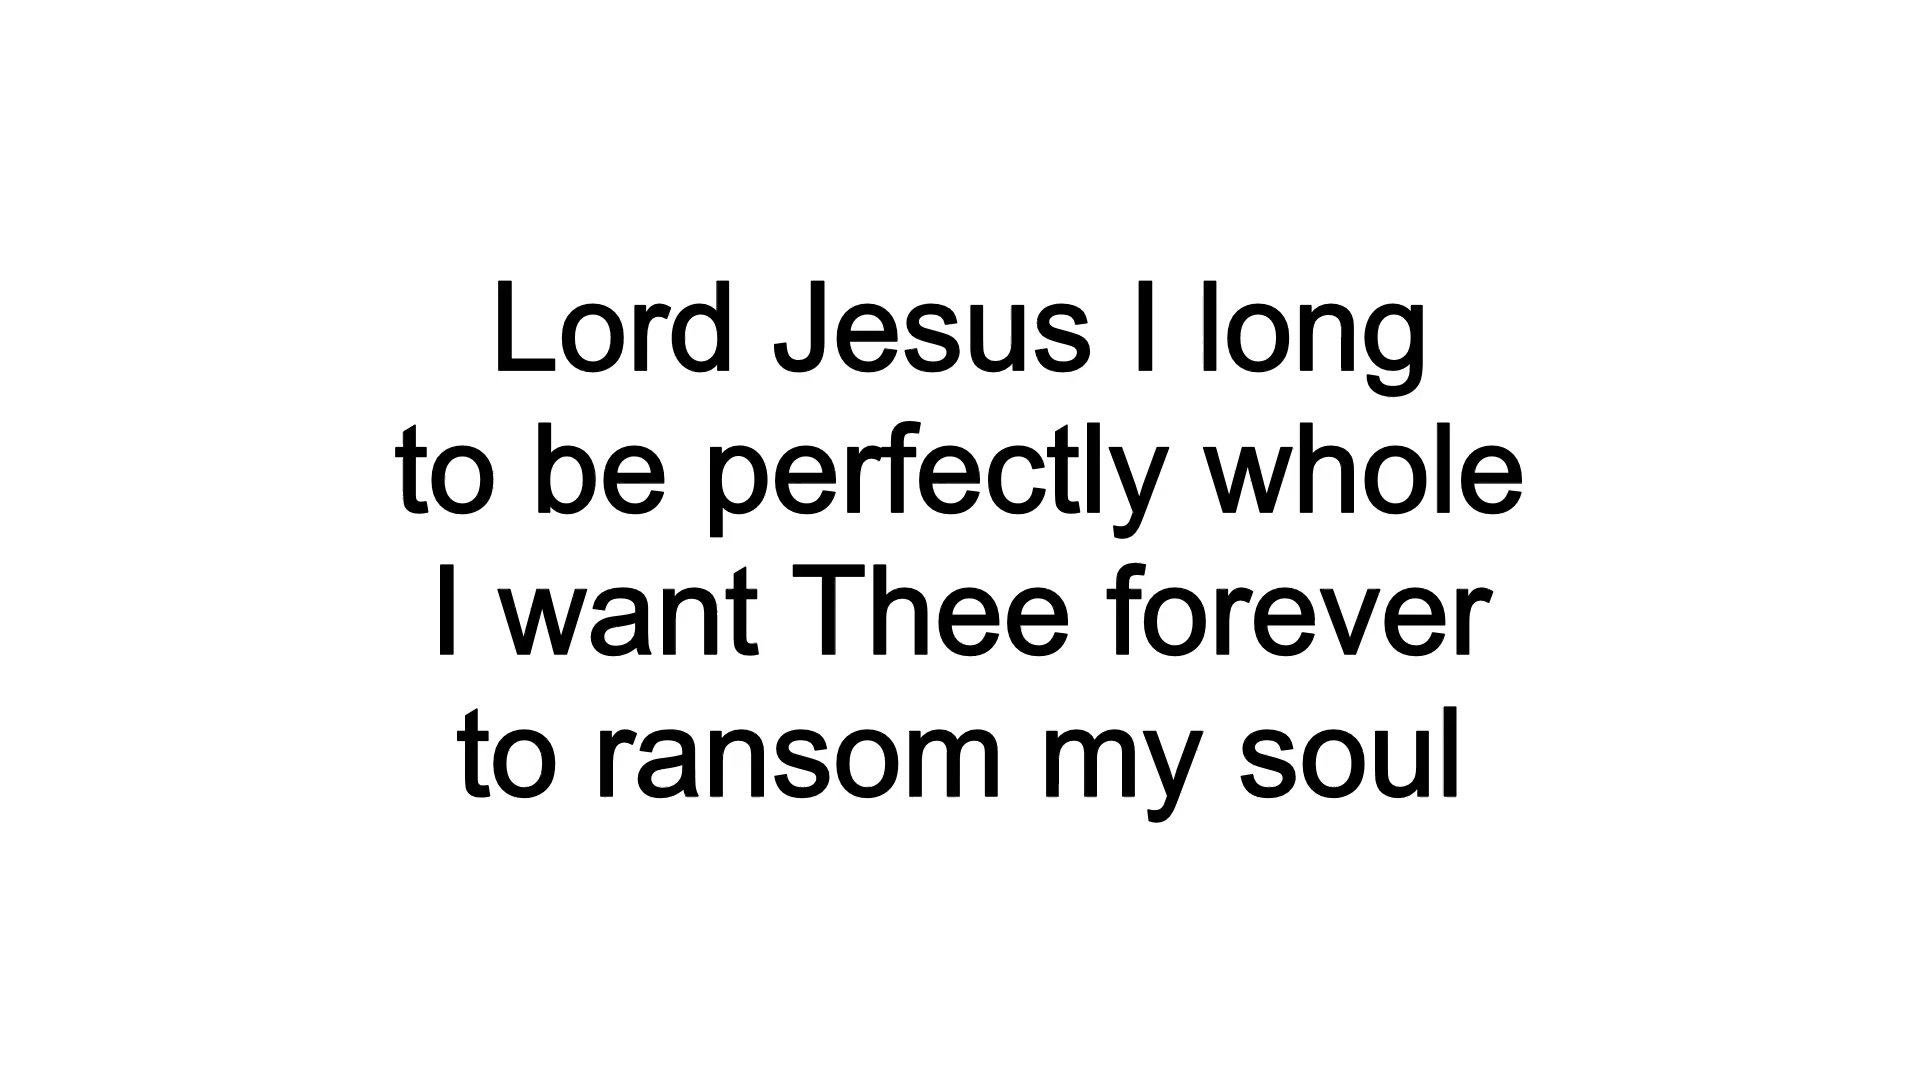 Lord Jesus I long
to be perfectly whole
I want Thee forever
to ransom my soul